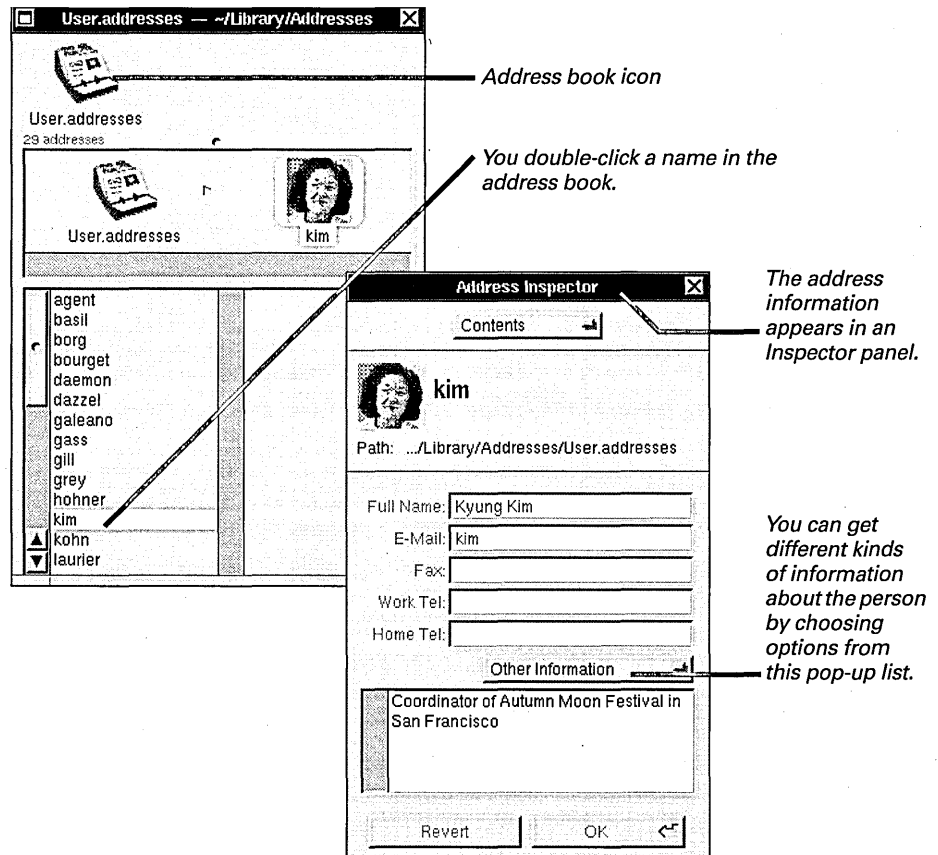 User.addresses — ~/Library/Addresses
User.addresses
29 addresses
User.addresses
kim
agent
basil
borg
bourget
daemon
dazzel
galeano
gass
gill
grey
hohner
kim
kohn
laurier
Address book icon
You double-click a name in the
address book.
Address Inspector
Contents
kim
Path: .../Library/Addresses/User.addresses
Full Name: Kyung Kim
E-Mail: kim
Fax:
Work Tel:
Home Tel:
Other Information
Coordinator of Autumn Moon Festival in
San Francisco
Revert
OK
The address
information
appears in an
Inspector panel.
You can get
different kinds
of information
about the person
by choosing
options from
this pop-up list.